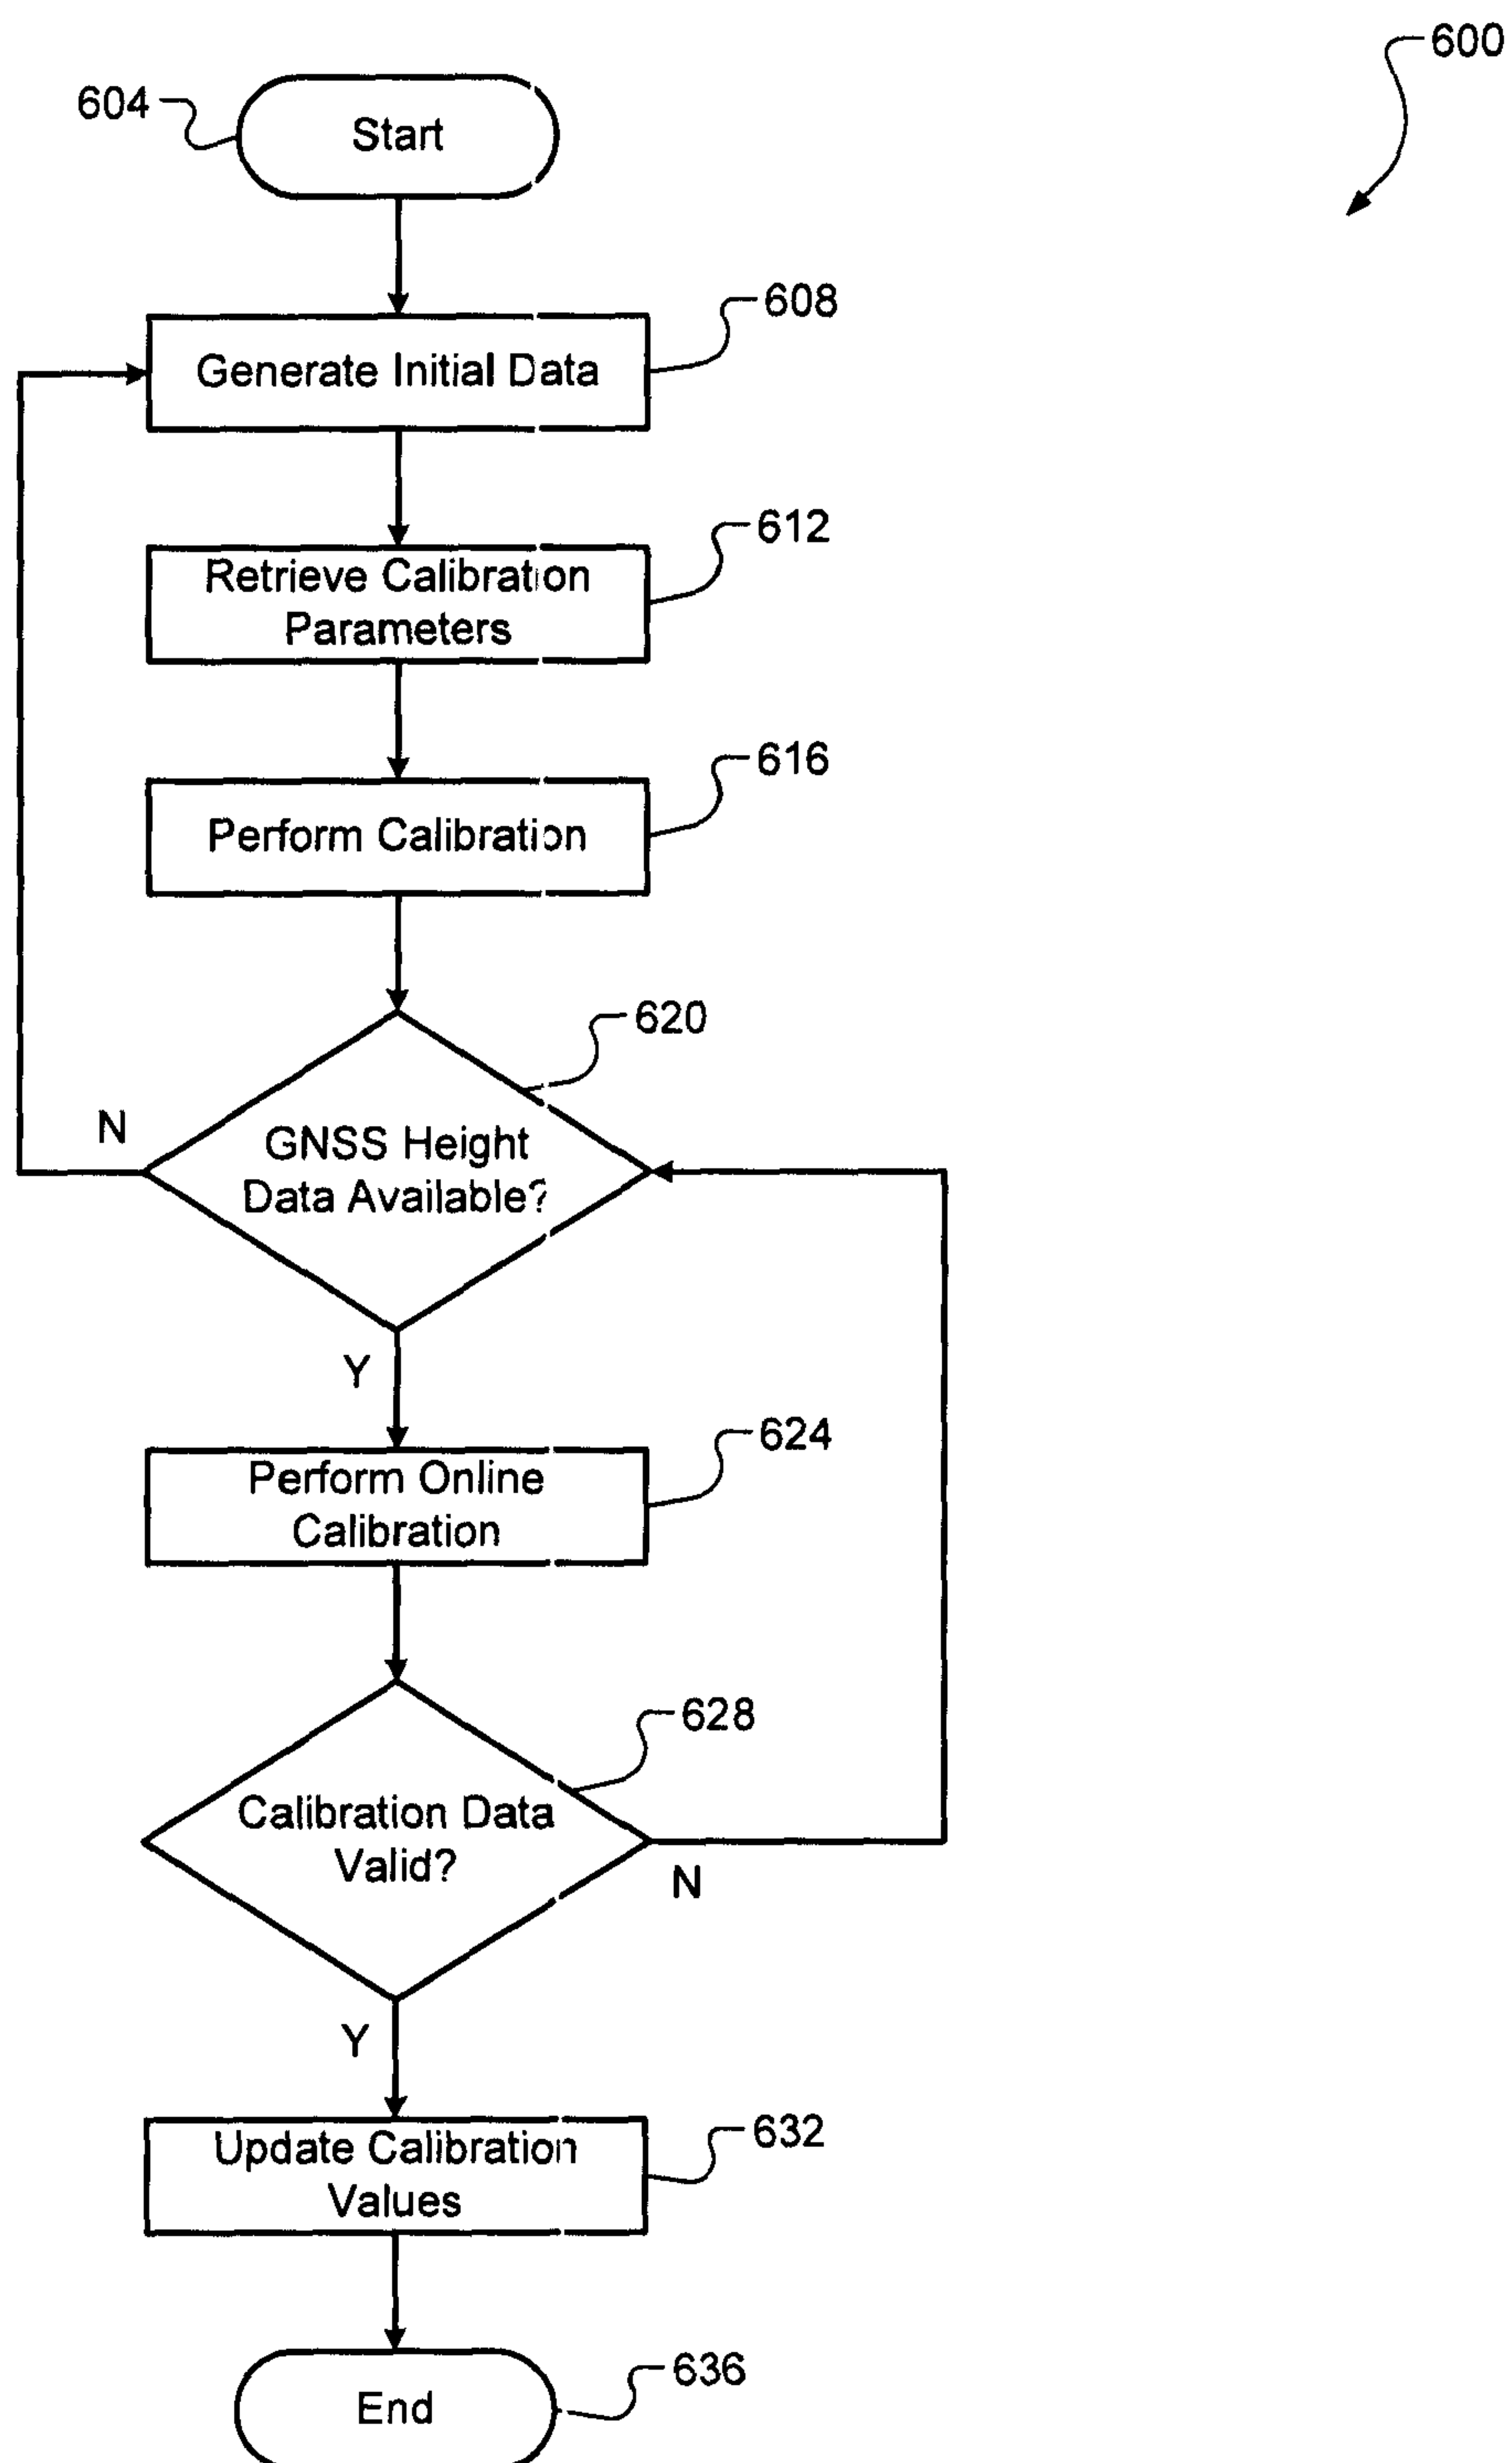 600
604
Start
608
Generate Initial Data
612
Retrieve Calibration
Parameters
616
Perform Calibration
620
N
GNSS Height
Data Available?
Y
624
Perform Online
Calibration
628
Calibration Data
Valid?
N
Y
632
Update Calibration
Values
636
End